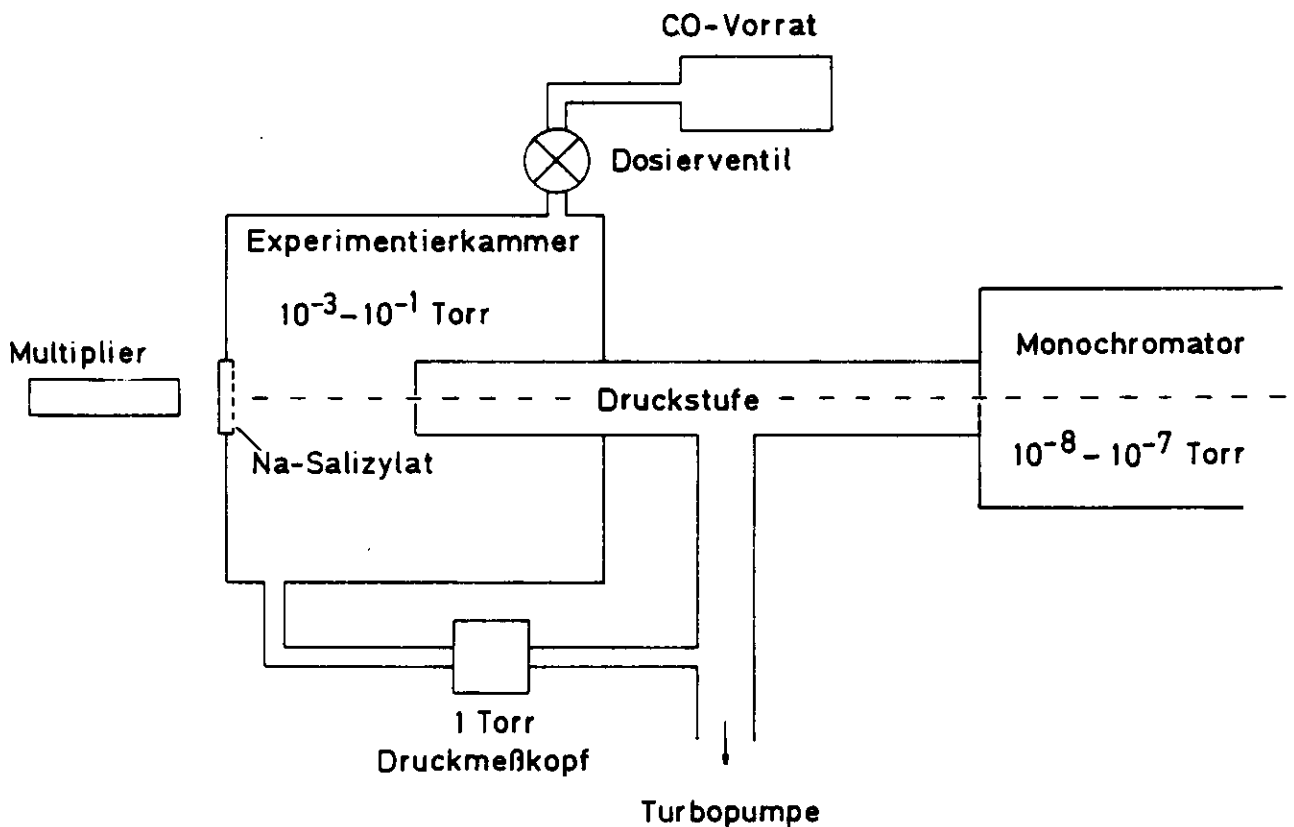 CO-Vorrat
Dosierventil
Experimentierkammer
10⁻³–10⁻¹ Torr
Multiplier
Monochromator
Druckstufe
10⁻⁸–10⁻⁷ Torr
Na-Salizylat
1 Torr
Druckmeßkopf
Turbopumpe